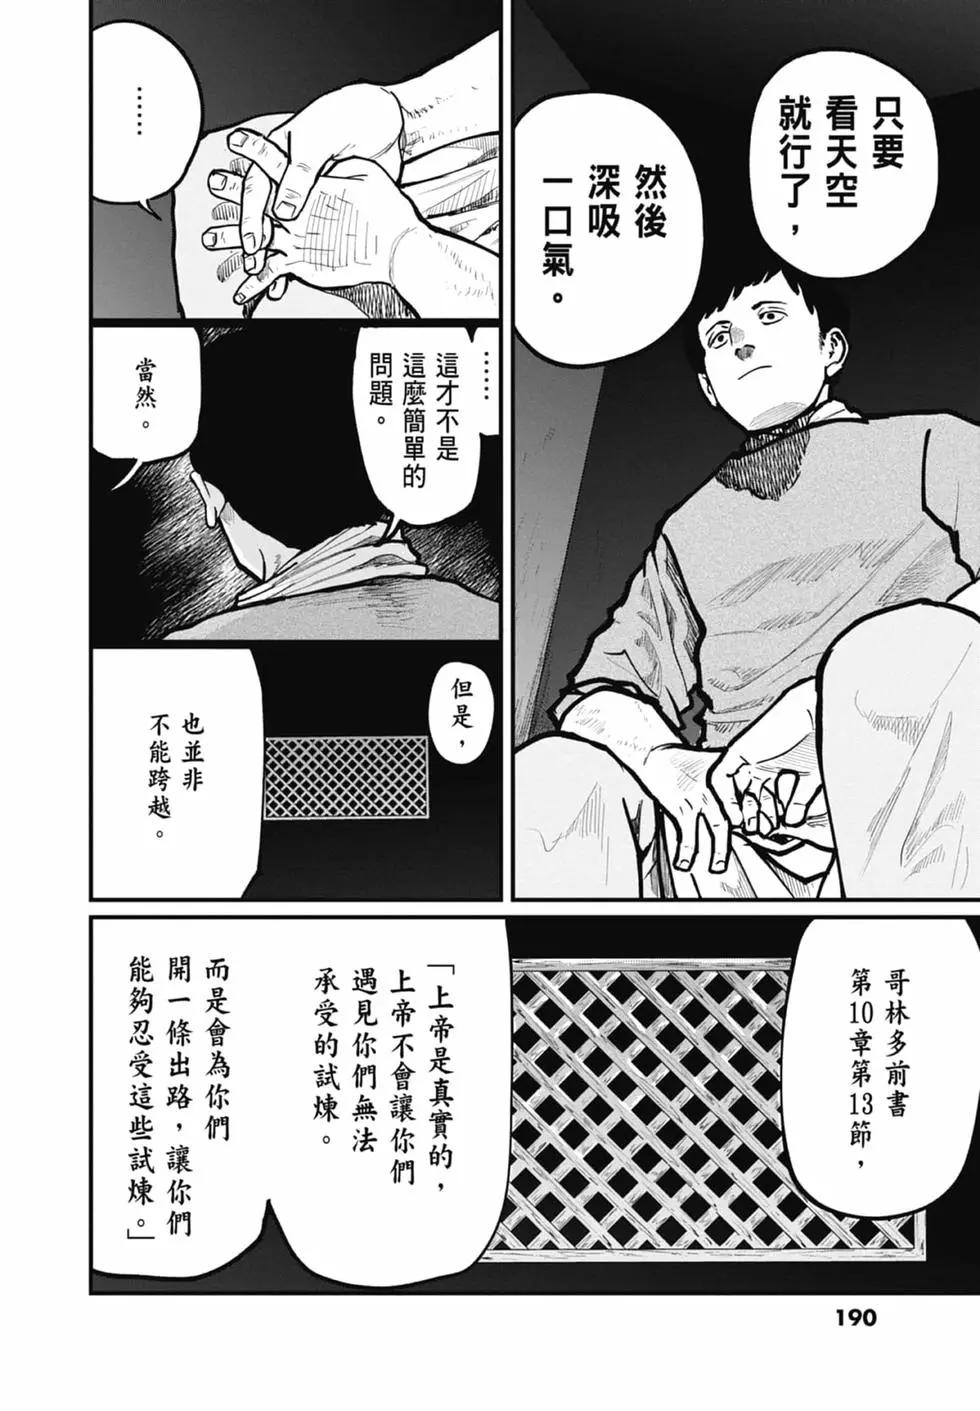 只要
看天空
就行了，
然後
深吸
一口氣。
……
……
這才不是
這麼簡單的
問題。
當然。
但是，
也並非
不能跨越。
哥林多前書
第10章第13節，
「上帝是真實的，
上帝不會讓你們
遇見你們無法
承受的試煉。
而是會為你們
開一條出路，讓你們
能夠忍受這些試煉。」
190